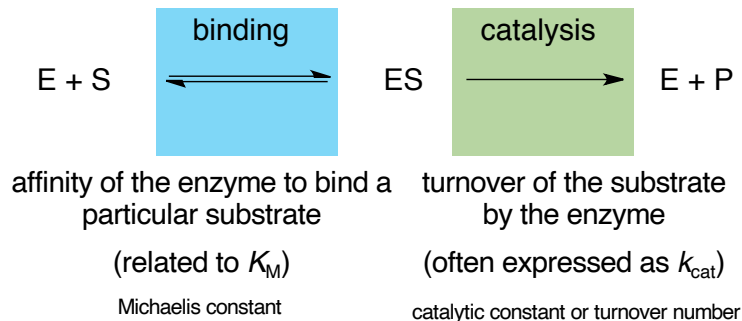 binding
catalysis
E + S
ES
E + P
affinity of the enzyme to bind a
particular substrate
(related to KM)
Michaelis constant
turnover of the substrate
by the enzyme
(often expressed as kcat)
catalytic constant or turnover number